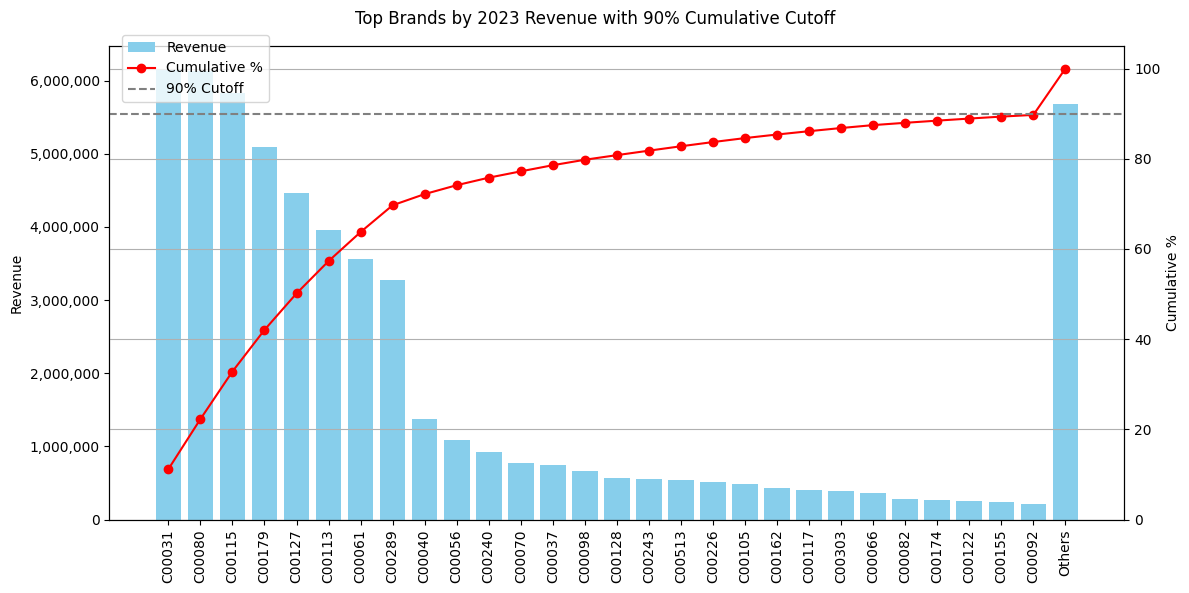 Top Brands by 2023 Revenue with 90% Cumulative Cutoff
Revenue
Cumulative %
90% Cutoff
6,000,000
5,000,000
4,000,000
3,000,000
2,000,000
1,000,000
0
Revenue
100
80
60
40
20
0
Cumulative %
C00031
C00080
C00115
C00179
C00127
C00113
C00061
C00289
C00040
C00056
C00240
C00070
C00037
C00098
C00128
C00243
C00513
C00226
C00105
C00162
C00117
C00303
C00066
C00082
C00174
C00122
C00155
C00092
Others